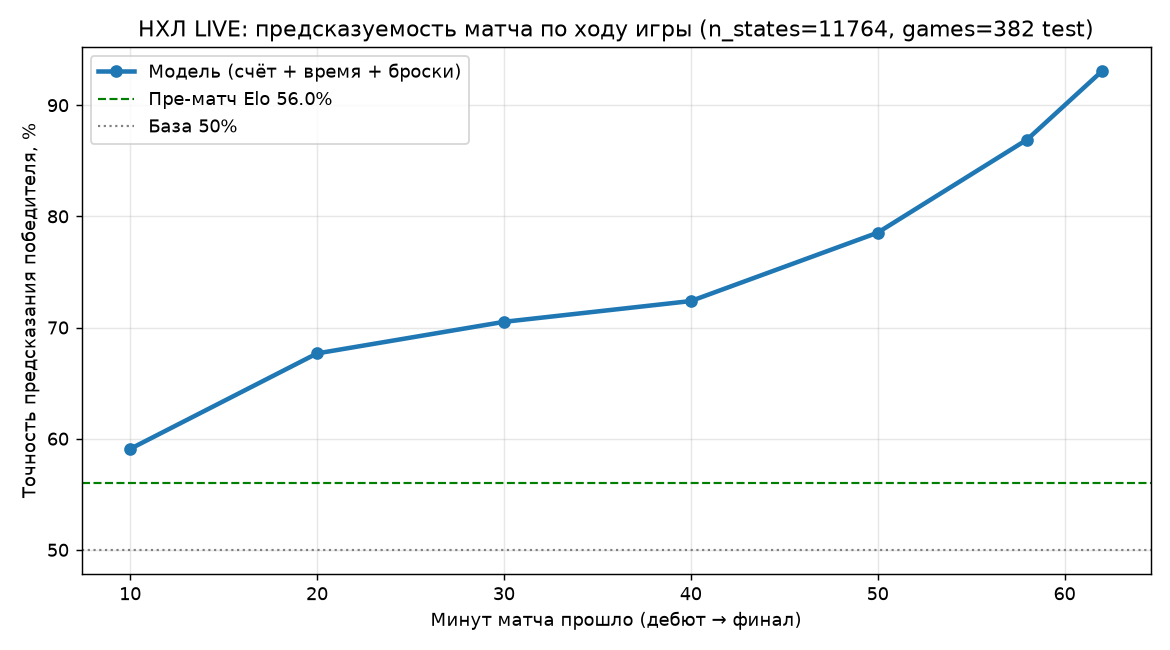 НХЛ LIVE: предсказуемость матча по ходу игры (n_states=11764, games=382 test)
Модель (счёт + время + броски)
Пре-матч Elo 56.0%
База 50%
Точность предсказания победителя, %
90
80
70
60
50
10 20 30 40 50 60
Минут матча прошло (дебют → финал)